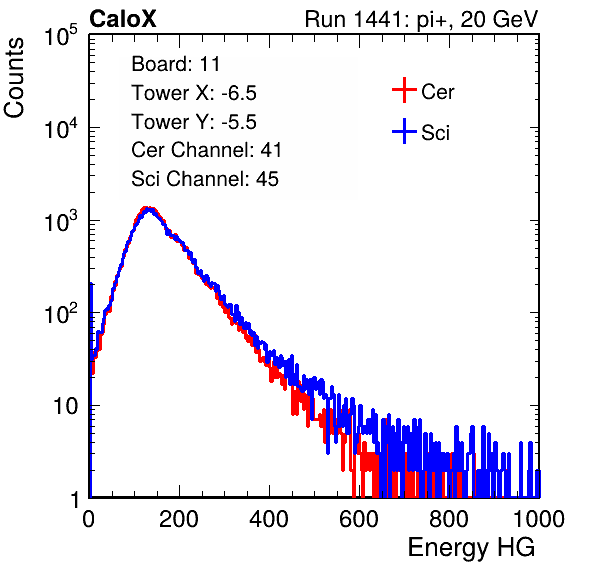 CaloX Run 1441: pi+, 20 GeV
Counts
10^5
10^4
10^3
10^2
10
1
Board: 11
Tower X: -6.5
Tower Y: -5.5
Cer Channel: 41
Sci Channel: 45
Cer
Sci
0 200 400 600 800 1000
Energy HG